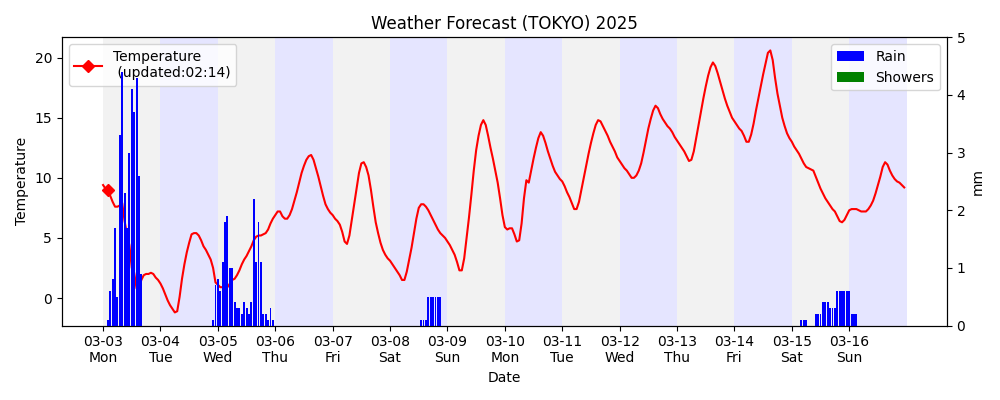 Weather Forecast (TOKYO) 2025
Temperature
(updated:02:14)
Rain
Showers
Temperature
20
15
10
5
0
5
4
3
2
1
0
mm
03-03 03-04 03-05 03-06 03-07 03-08 03-09 03-10 03-11 03-12 03-13 03-14 03-15 03-16
Mon Tue Wed Thu Fri Sat Sun Mon Tue Wed Thu Fri Sat Sun
Date